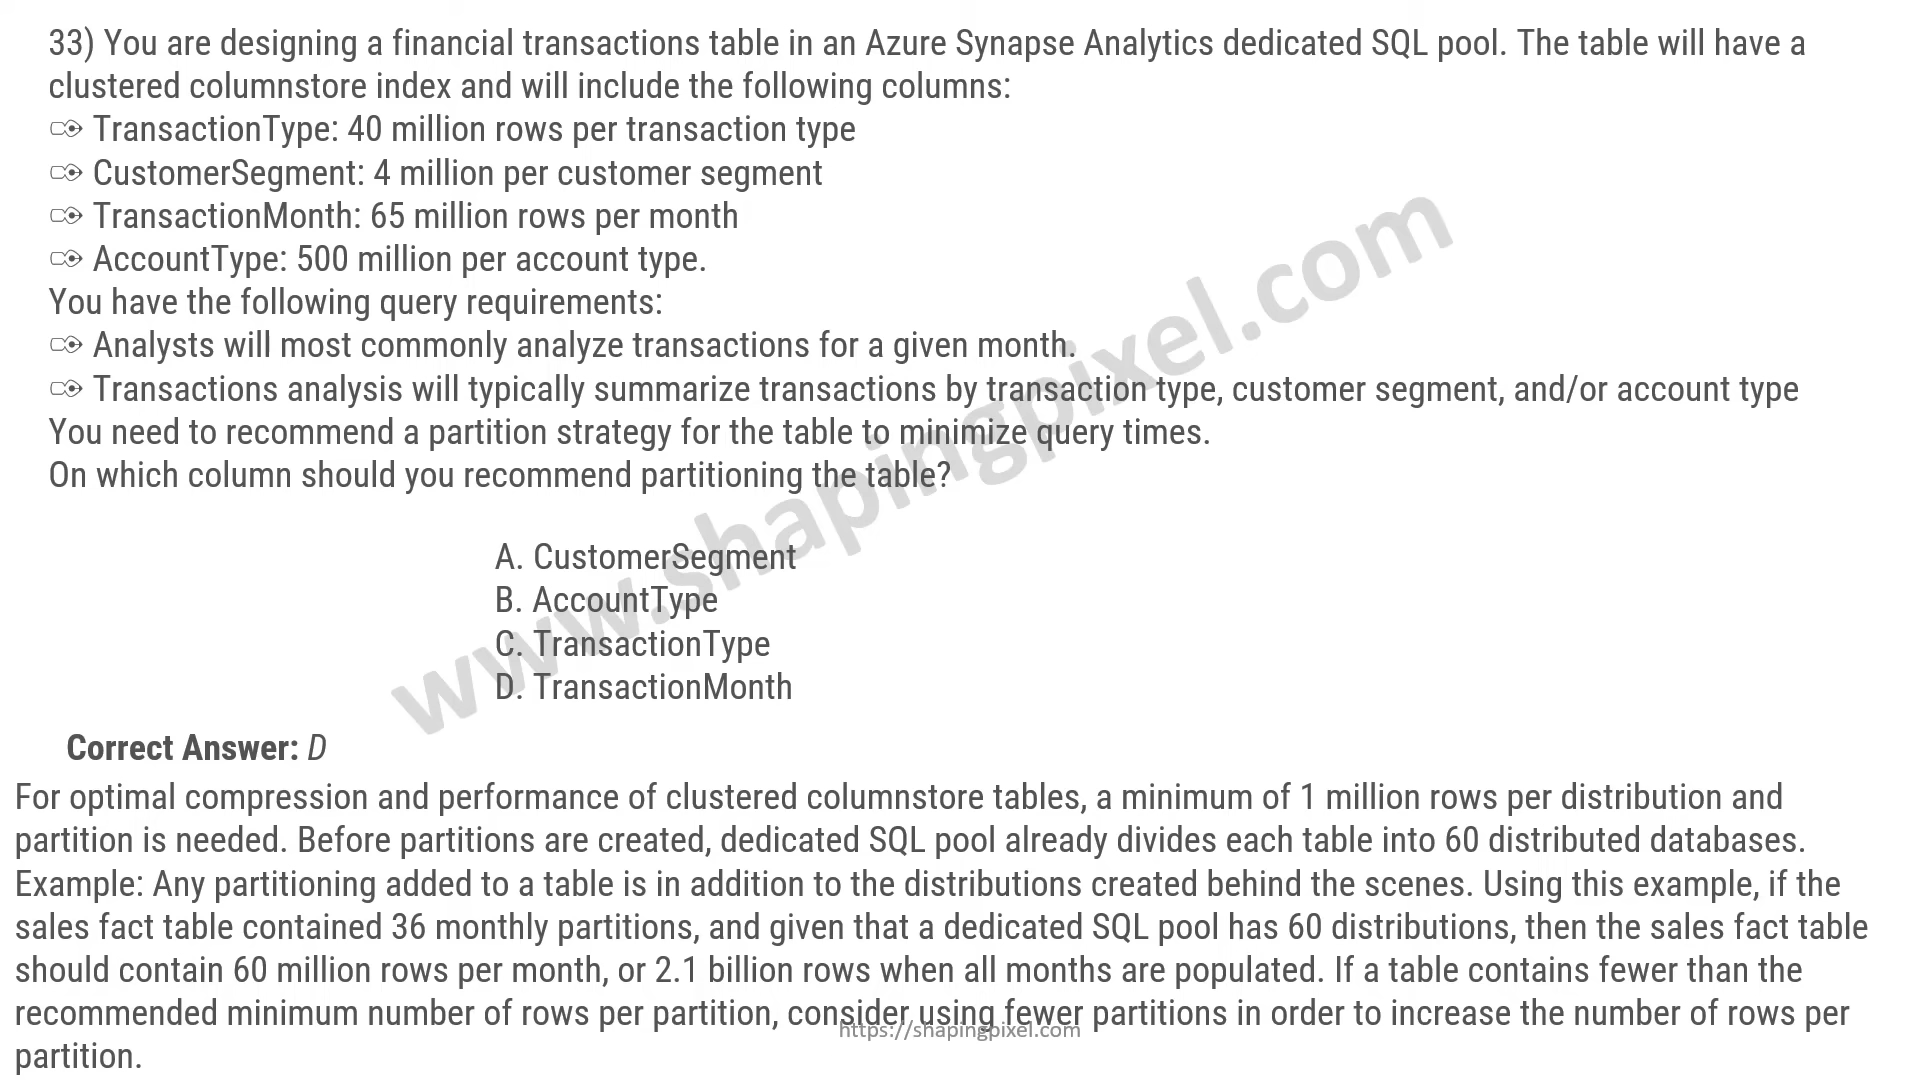 33) You are designing a financial transactions table in an Azure Synapse Analytics dedicated SQL pool. The table will have a
clustered columnstore index and will include the following columns:
TransactionType: 40 million rows per transaction type
CustomerSegment: 4 million per customer segment
TransactionMonth: 65 million rows per month
AccountType: 500 million per account type.
You have the following query requirements:
Analysts will most commonly analyze transactions for a given month.
Transactions analysis will typically summarize transactions by transaction type, customer segment, and/or account type
You need to recommend a partition strategy for the table to minimize query times.
On which column should you recommend partitioning the table?
A. CustomerSegment
B. AccountType
C. TransactionType
D. TransactionMonth
www.shapingpixel.com
Correct Answer: D
For optimal compression and performance of clustered columnstore tables, a minimum of 1 million rows per distribution and
partition is needed. Before partitions are created, dedicated SQL pool already divides each table into 60 distributed databases.
Example: Any partitioning added to a table is in addition to the distributions created behind the scenes. Using this example, if the
sales fact table contained 36 monthly partitions, and given that a dedicated SQL pool has 60 distributions, then the sales fact table
should contain 60 million rows per month, or 2.1 billion rows when all months are populated. If a table contains fewer than the
recommended minimum number of rows per partition, consider using fewer partitions in order to increase the number of rows per
partition.
https://shapingpixel.com